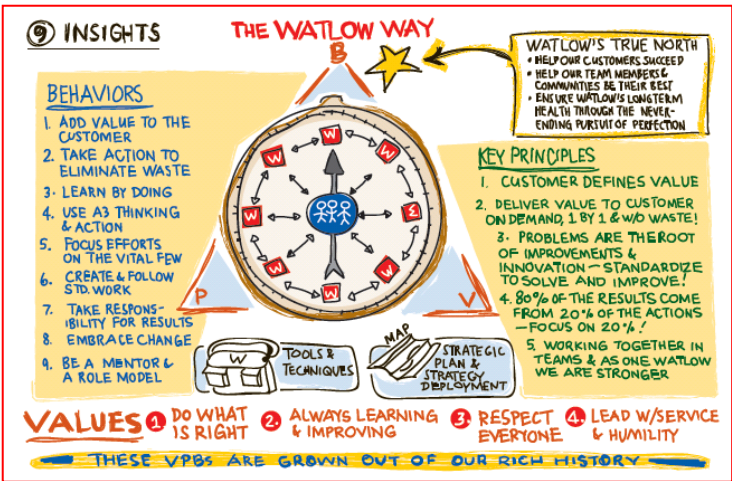 ⑨ INSIGHTS
THE WATLOW WAY
B
WATLOW'S TRUE NORTH
• HELP OUR CUSTOMERS SUCCEED
• HELP OUR TEAM MEMBERS &
COMMUNITIES BE THEIR BEST
• ENSURE WATLOW'S LONGTERM
HEALTH THROUGH THE NEVER-
ENDING PURSUIT OF PERFECTION
BEHAVIORS
1. ADD VALUE TO THE
CUSTOMER
2. TAKE ACTION TO
ELIMINATE WASTE
3. LEARN BY DOING
4. USE A3 THINKING
& ACTION
5. FOCUS EFFORTS
ON THE VITAL FEW
6. CREATE & FOLLOW
STD. WORK
7. TAKE RESPONS-
IBILITY FOR RESULTS
8. EMBRACE CHANGE
9. BE A MENTOR &
A ROLE MODEL
W
W
W
W
W
W
W
W
P
V
KEY PRINCIPLES
1. CUSTOMER DEFINES VALUE
2. DELIVER VALUE TO CUSTOMER
ON DEMAND, 1 BY 1 & W/O WASTE!
3. PROBLEMS ARE THE ROOT
OF IMPROVEMENTS &
INNOVATION — STANDARDIZE
TO SOLVE AND IMPROVE!
4. 80% OF THE RESULTS COME
FROM 20% OF THE ACTIONS
— FOCUS ON 20%!
5. WORKING TOGETHER IN
TEAMS & AS ONE WATLOW
WE ARE STRONGER
W
TOOLS &
TECHNIQUES
MAP
STRATEGIC
PLAN &
STRATEGY
DEPLOYMENT
VALUES
1 DO WHAT
IS RIGHT
2. ALWAYS LEARNING
& IMPROVING
3. RESPECT
EVERYONE
4. LEAD W/SERVICE
& HUMILITY
THESE VPBs ARE GROWN OUT OF OUR RICH HISTORY